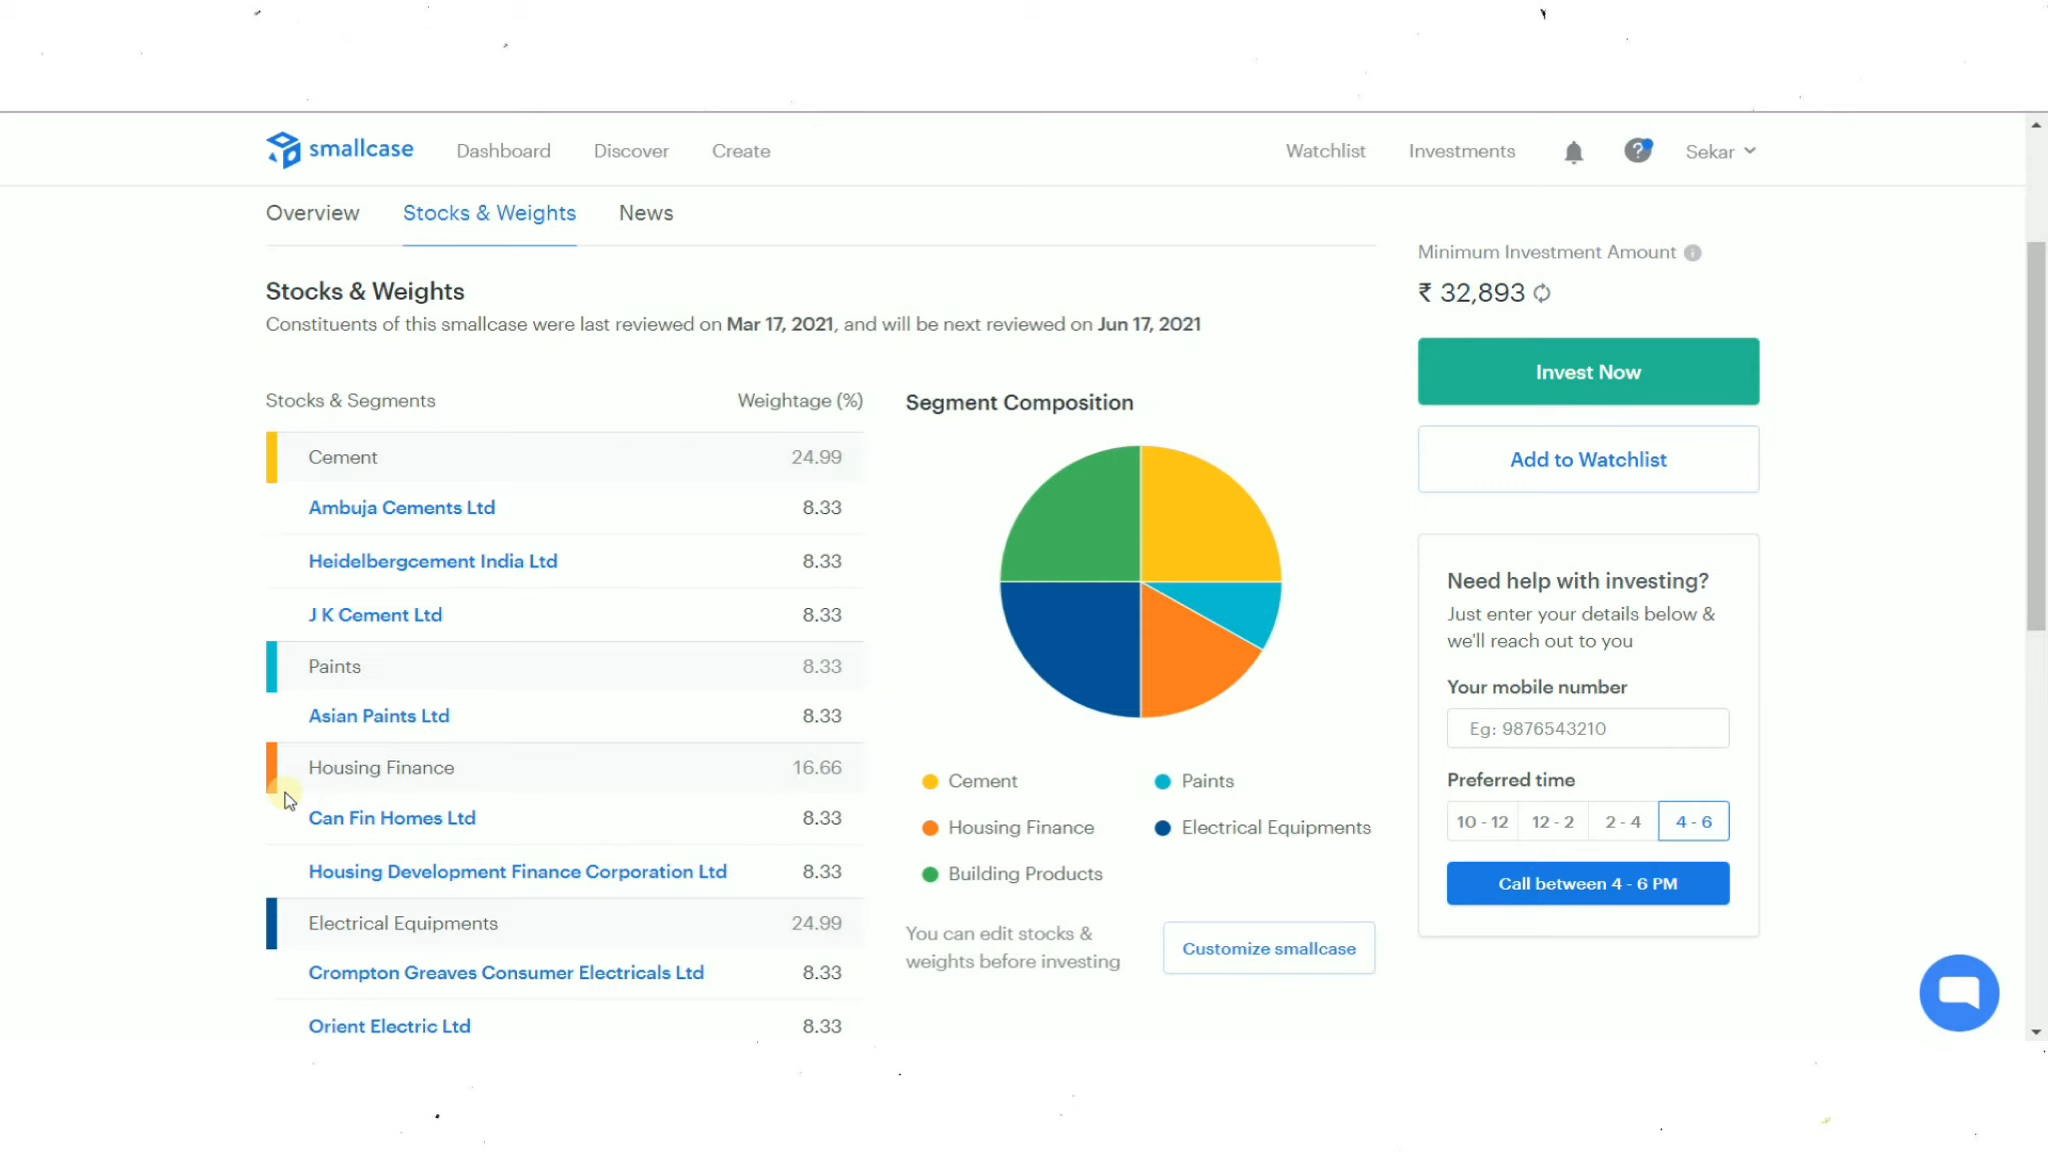 smallcase
Dashboard
Discover
Create
Watchlist
Investments
?
Sekar
Overview
Stocks & Weights
News
Stocks & Weights
Constituents of this smallcase were last reviewed on Mar 17, 2021, and will be next reviewed on Jun 17, 2021
Stocks & Segments
Weightage (%)
Cement 24.99
Ambuja Cements Ltd 8.33
Heidelbergcement India Ltd 8.33
J K Cement Ltd 8.33
Paints 8.33
Asian Paints Ltd 8.33
Housing Finance 16.66
Can Fin Homes Ltd 8.33
Housing Development Finance Corporation Ltd 8.33
Electrical Equipments 24.99
Crompton Greaves Consumer Electricals Ltd 8.33
Orient Electric Ltd 8.33
Segment Composition
Cement
Paints
Housing Finance
Electrical Equipments
Building Products
You can edit stocks &
weights before investing
Customize smallcase
Minimum Investment Amount
₹ 32,893
Invest Now
Add to Watchlist
Need help with investing?
Just enter your details below &
we'll reach out to you
Your mobile number
Eg: 9876543210
Preferred time
10 - 12
12 - 2
2 - 4
4 - 6
Call between 4 - 6 PM